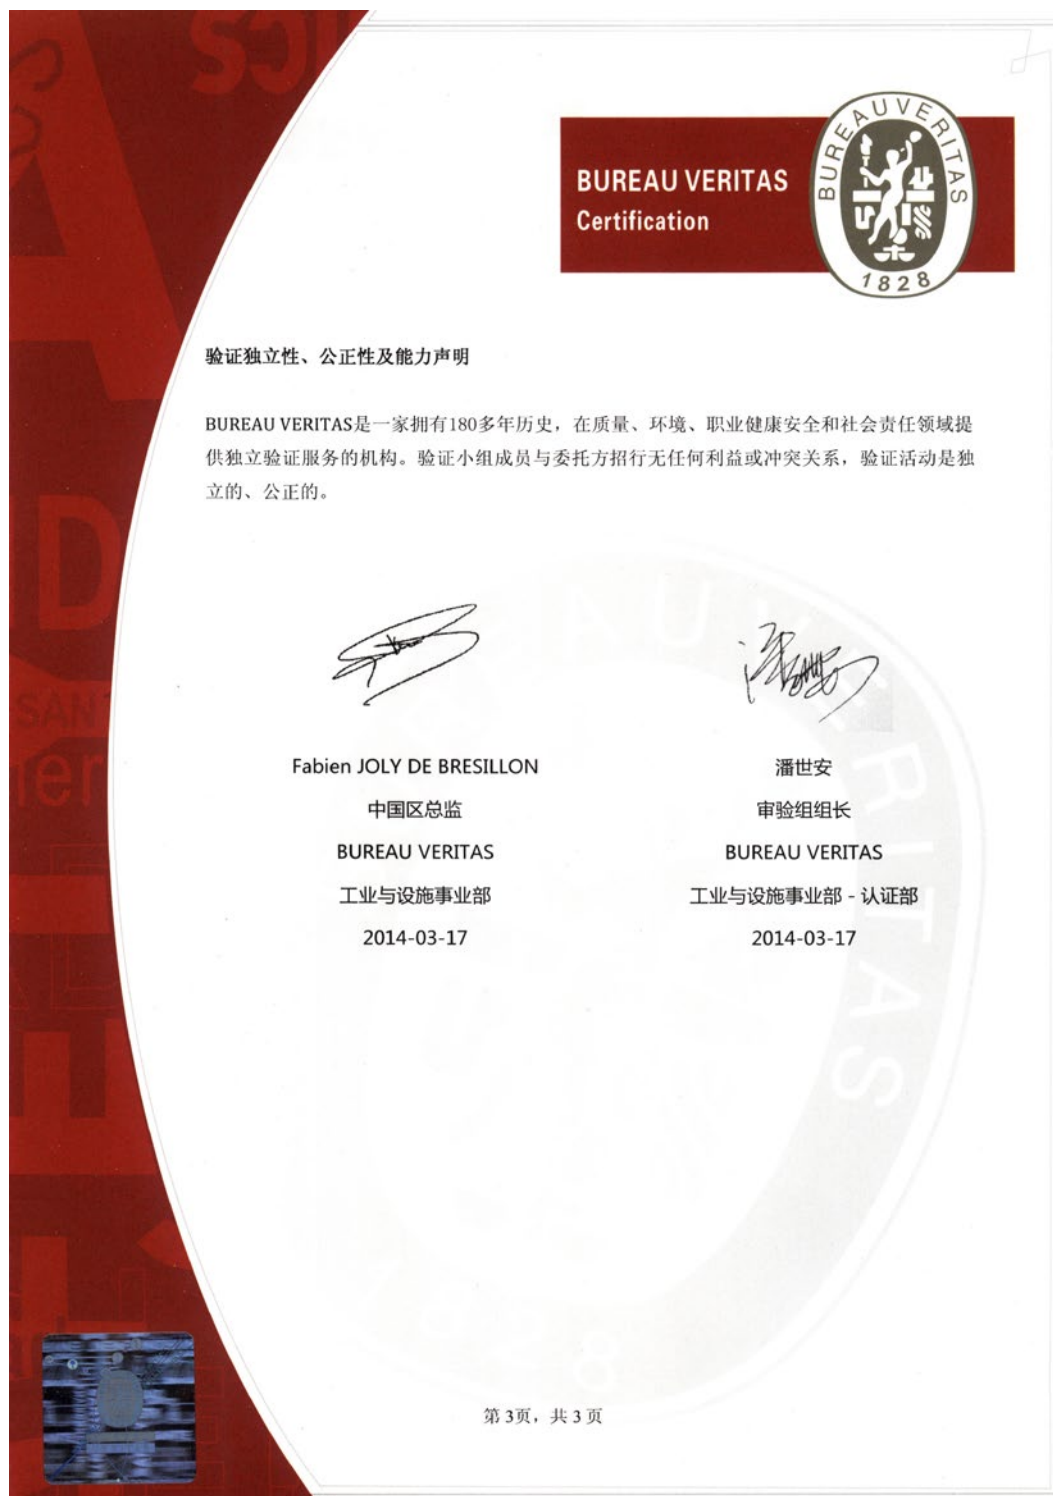 BUREAU VERITAS
Certification
BUREAU VERITAS
1828
验证独立性、公正性及能力声明
BUREAU VERITAS是一家拥有180多年历史，在质量、环境、职业健康安全和社会责任领域提
供独立验证服务的机构。验证小组成员与委托方招行无任何利益或冲突关系，验证活动是独
立的、公正的。
Fabien JOLY DE BRESILLON
中国区总监
BUREAU VERITAS
工业与设施事业部
2014-03-17
潘世安
审验组组长
BUREAU VERITAS
工业与设施事业部 - 认证部
2014-03-17
第 3页，共 3 页